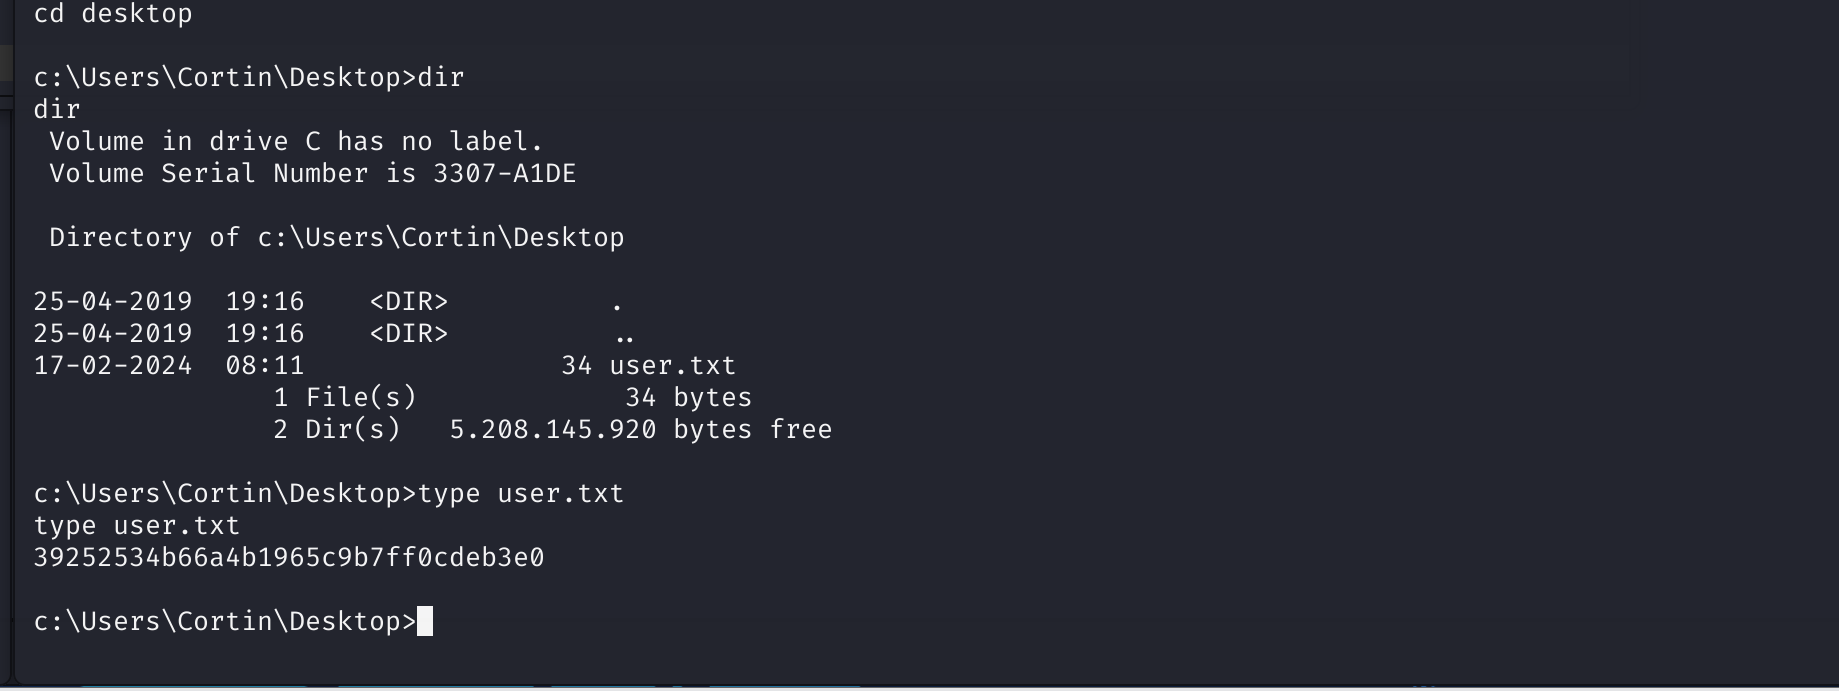 cd desktop
c:\Users\Cortin\Desktop>dir
dir
Volume in drive C has no label.
Volume Serial Number is 3307-A1DE
Directory of c:\Users\Cortin\Desktop
25-04-2019  19:16    <DIR>          .
25-04-2019  19:16    <DIR>          ..
17-02-2024  08:11                34 user.txt
1 File(s)             34 bytes
2 Dir(s)   5.208.145.920 bytes free
c:\Users\Cortin\Desktop>type user.txt
type user.txt
39252534b66a4b1965c9b7ff0cdeb3e0
c:\Users\Cortin\Desktop>